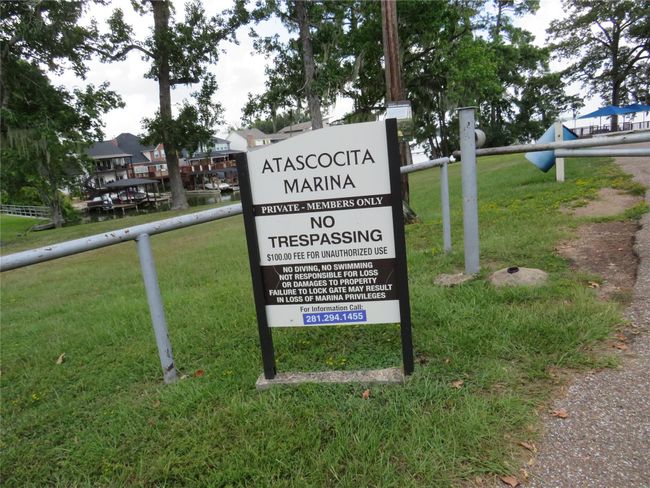 ATASCOCITA
MARINA
PRIVATE - MEMBERS ONLY
NO
TRESPASSING
$100.00 FEE FOR UNAUTHORIZED USE
NO DIVING, NO SWIMMING
NOT RESPONSIBLE FOR LOSS
OR DAMAGES TO PROPERTY
FAILURE TO LOCK GATE MAY RESULT
IN LOSS OF MARINA PRIVILEGES
For Information Call:
281.294.1455